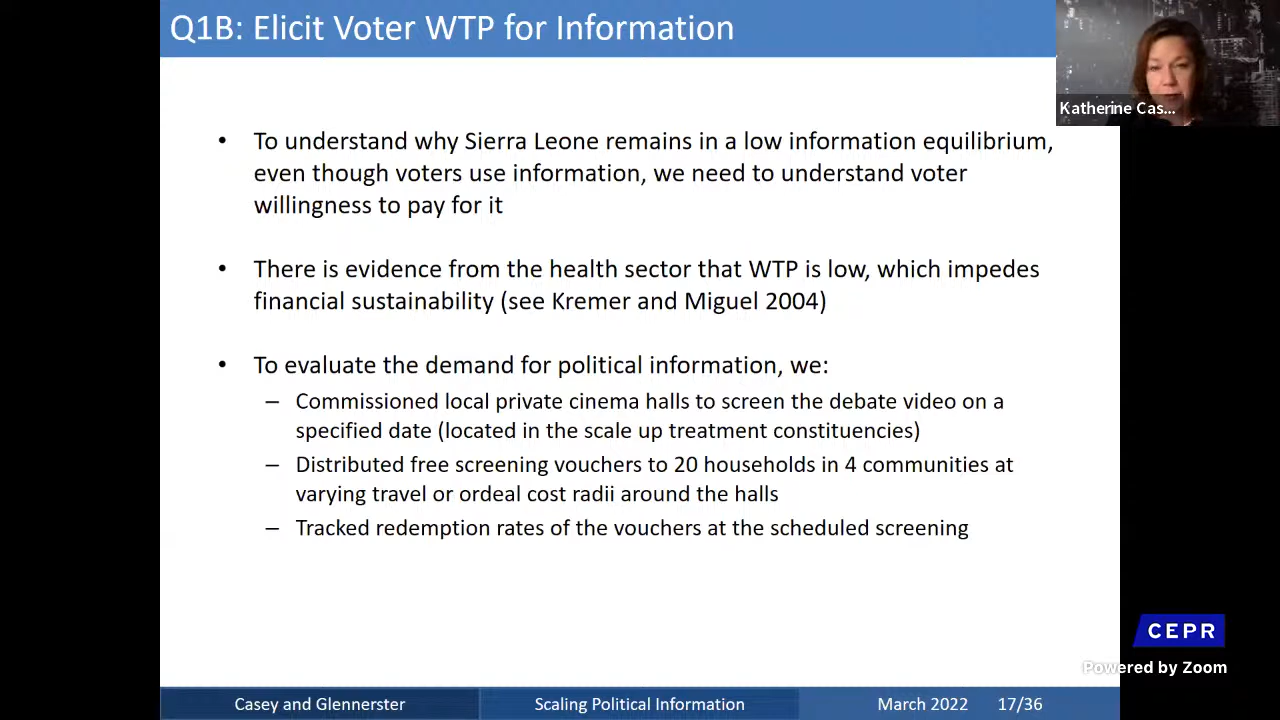 Q1B: Elicit Voter WTP for Information
Katherine Cas...
• To understand why Sierra Leone remains in a low information equilibrium,
even though voters use information, we need to understand voter
willingness to pay for it
• There is evidence from the health sector that WTP is low, which impedes
financial sustainability (see Kremer and Miguel 2004)
• To evaluate the demand for political information, we:
– Commissioned local private cinema halls to screen the debate video on a
specified date (located in the scale up treatment constituencies)
– Distributed free screening vouchers to 20 households in 4 communities at
varying travel or ordeal cost radii around the halls
– Tracked redemption rates of the vouchers at the scheduled screening
CEPR
Powered by Zoom
Casey and Glennerster
Scaling Political Information
March 2022
17/36